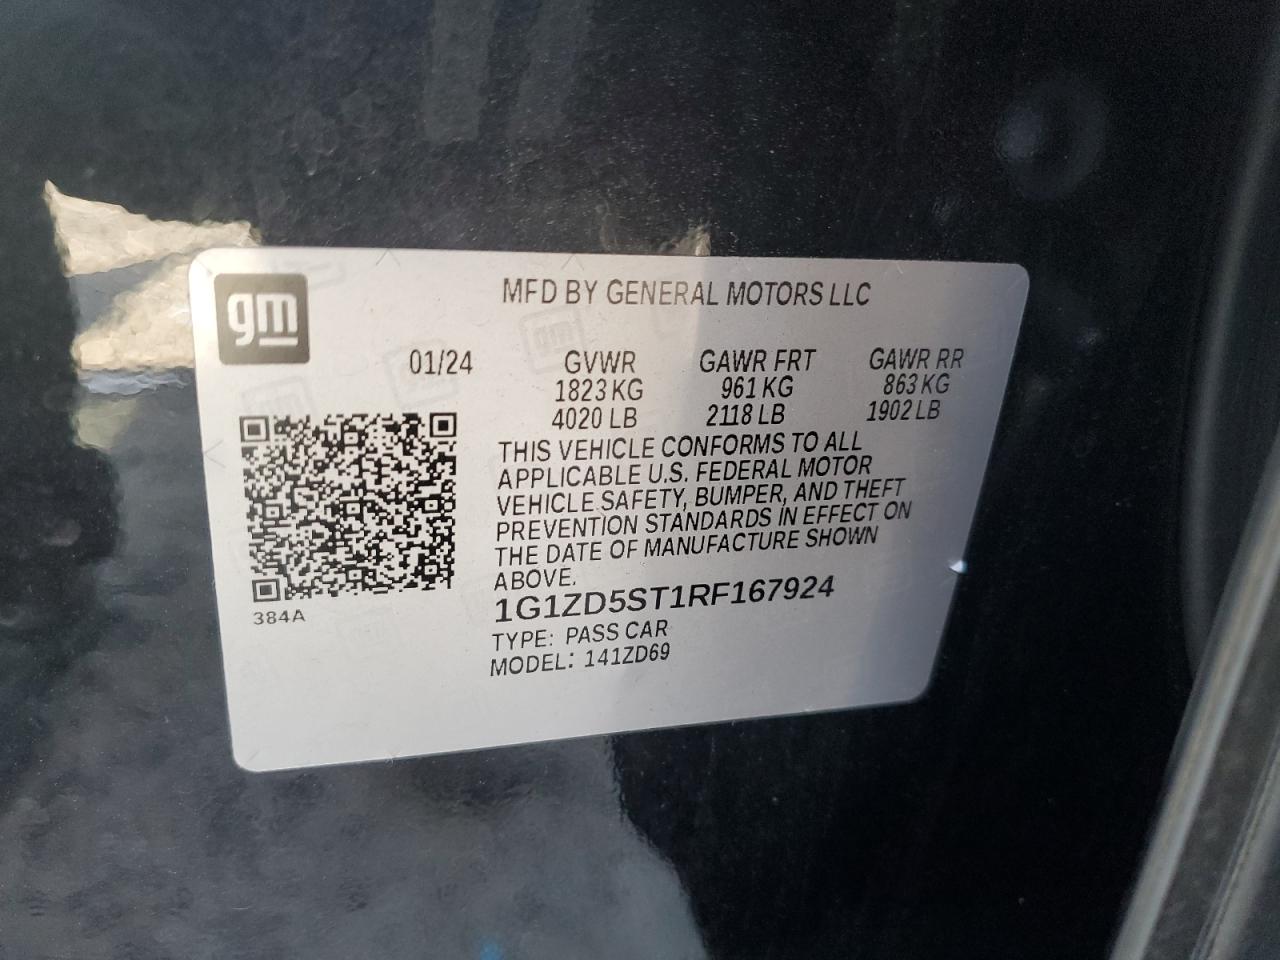 gm
MFD BY GENERAL MOTORS LLC
01/24 GVWR GAWR FRT GAWR RR
1823 KG 961 KG 863 KG
4020 LB 2118 LB 1902 LB
THIS VEHICLE CONFORMS TO ALL
APPLICABLE U.S. FEDERAL MOTOR
VEHICLE SAFETY, BUMPER, AND THEFT
PREVENTION STANDARDS IN EFFECT ON
THE DATE OF MANUFACTURE SHOWN
ABOVE.
384A
1G1ZD5ST1RF167924
TYPE: PASS CAR
MODEL: 141ZD69